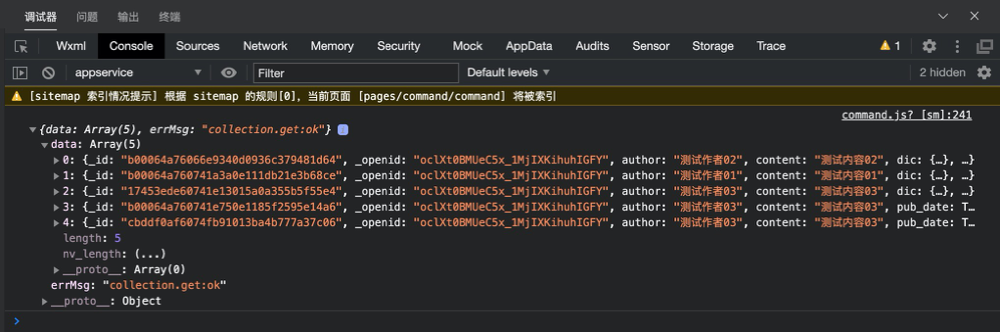 调试器 问题 输出 终端
Wxml Console Sources Network Memory Security Mock AppData Audits Sensor Storage Trace 1
appservice Filter Default levels 2 hidden
[sitemap 索引情况提示] 根据 sitemap 的规则[0]，当前页面 [pages/command/command] 将被索引
command.js? [sm]:241
{data: Array(5), errMsg: "collection.get:ok"}
data: Array(5)
0: {_id: "b00064a76066e9340d0936c379481d64", _openid: "oclXt0BMUeC5x_1MjIXKihuhIGFY", author: "测试作者02", content: "测试内容02", dic: {…}, …}
1: {_id: "b00064a760741a3a0e111db21e3b68ce", _openid: "oclXt0BMUeC5x_1MjIXKihuhIGFY", author: "测试作者01", content: "测试内容01", dic: {…}, …}
2: {_id: "17453ede60741e13015a0a355b5f55e4", _openid: "oclXt0BMUeC5x_1MjIXKihuhIGFY", author: "测试作者03", content: "测试内容03", dic: {…}, …}
3: {_id: "b00064a760741e750e1185f2595e14a6", _openid: "oclXt0BMUeC5x_1MjIXKihuhIGFY", author: "测试作者03", content: "测试内容03", pub_date: T…
4: {_id: "cbddf0af6074fb91013ba4b777a37c06", _openid: "oclXt0BMUeC5x_1MjIXKihuhIGFY", author: "测试作者03", content: "测试内容03", pub_date: T…
length: 5
nv_length: (...)
__proto__: Array(0)
errMsg: "collection.get:ok"
__proto__: Object